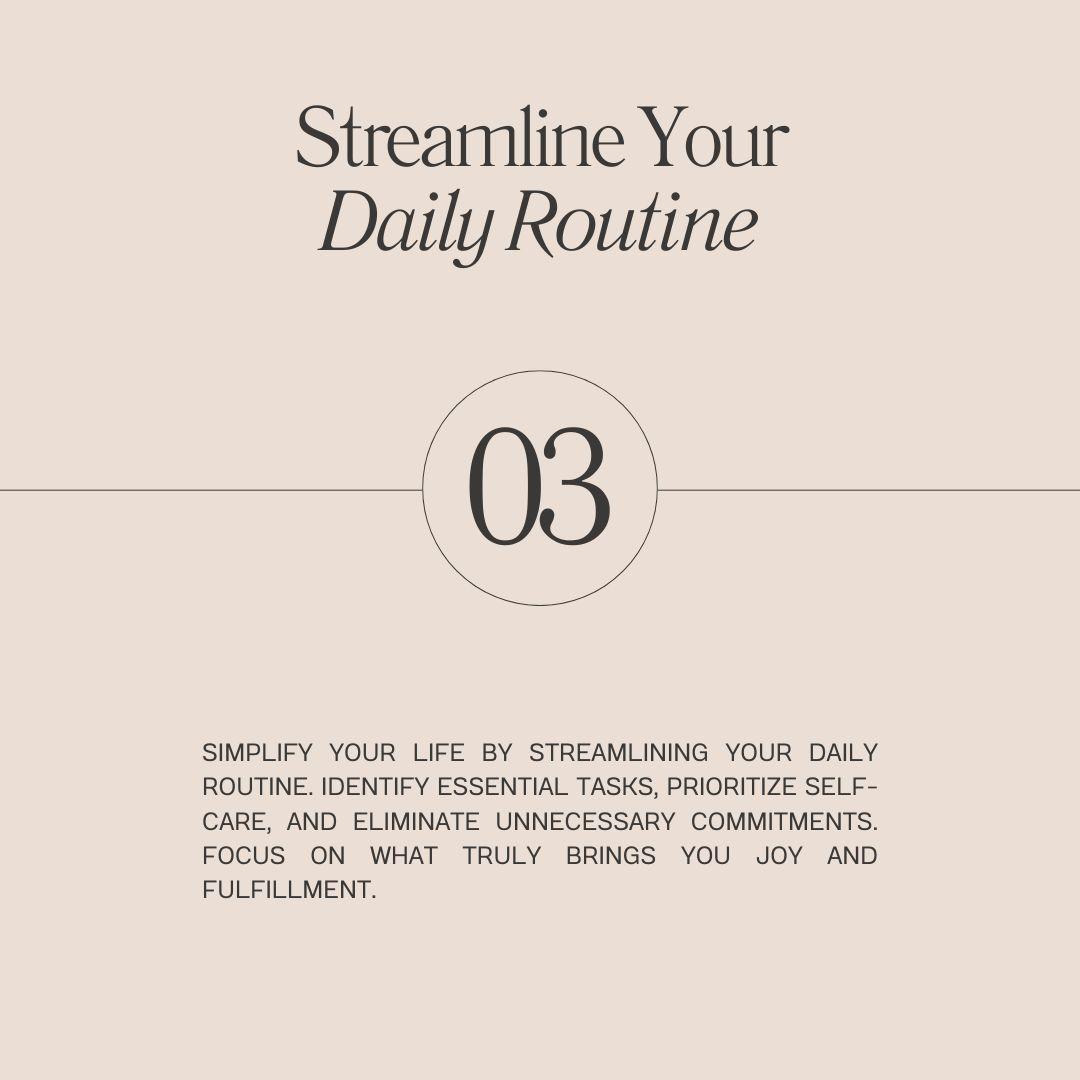 Streamline Your
Daily Routine
03
SIMPLIFY YOUR LIFE BY STREAMLINING YOUR DAILY
ROUTINE. IDENTIFY ESSENTIAL TASKS, PRIORITIZE SELF-
CARE, AND ELIMINATE UNNECESSARY COMMITMENTS.
FOCUS ON WHAT TRULY BRINGS YOU JOY AND
FULFILLMENT.